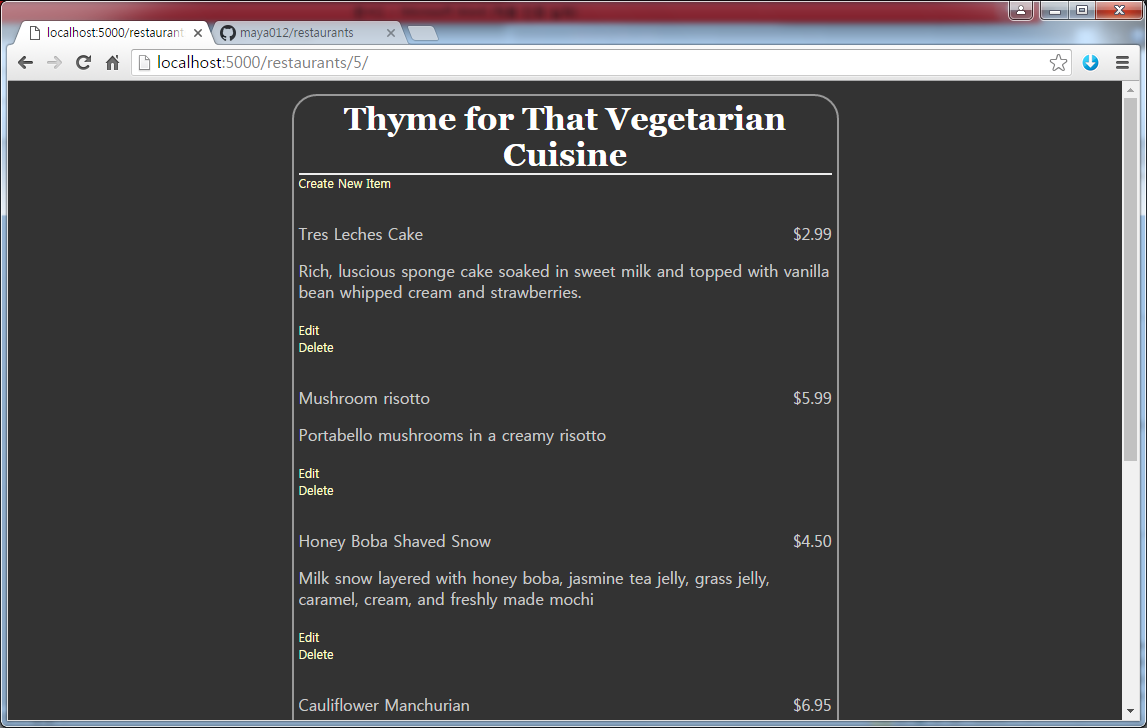 localhost:5000/restaurant
maya012/restaurants
localhost:5000/restaurants/5/
Thyme for That Vegetarian
Cuisine
Create New Item
Tres Leches Cake $2.99
Rich, luscious sponge cake soaked in sweet milk and topped with vanilla
bean whipped cream and strawberries.
Edit
Delete
Mushroom risotto $5.99
Portabello mushrooms in a creamy risotto
Edit
Delete
Honey Boba Shaved Snow $4.50
Milk snow layered with honey boba, jasmine tea jelly, grass jelly,
caramel, cream, and freshly made mochi
Edit
Delete
Cauliflower Manchurian $6.95